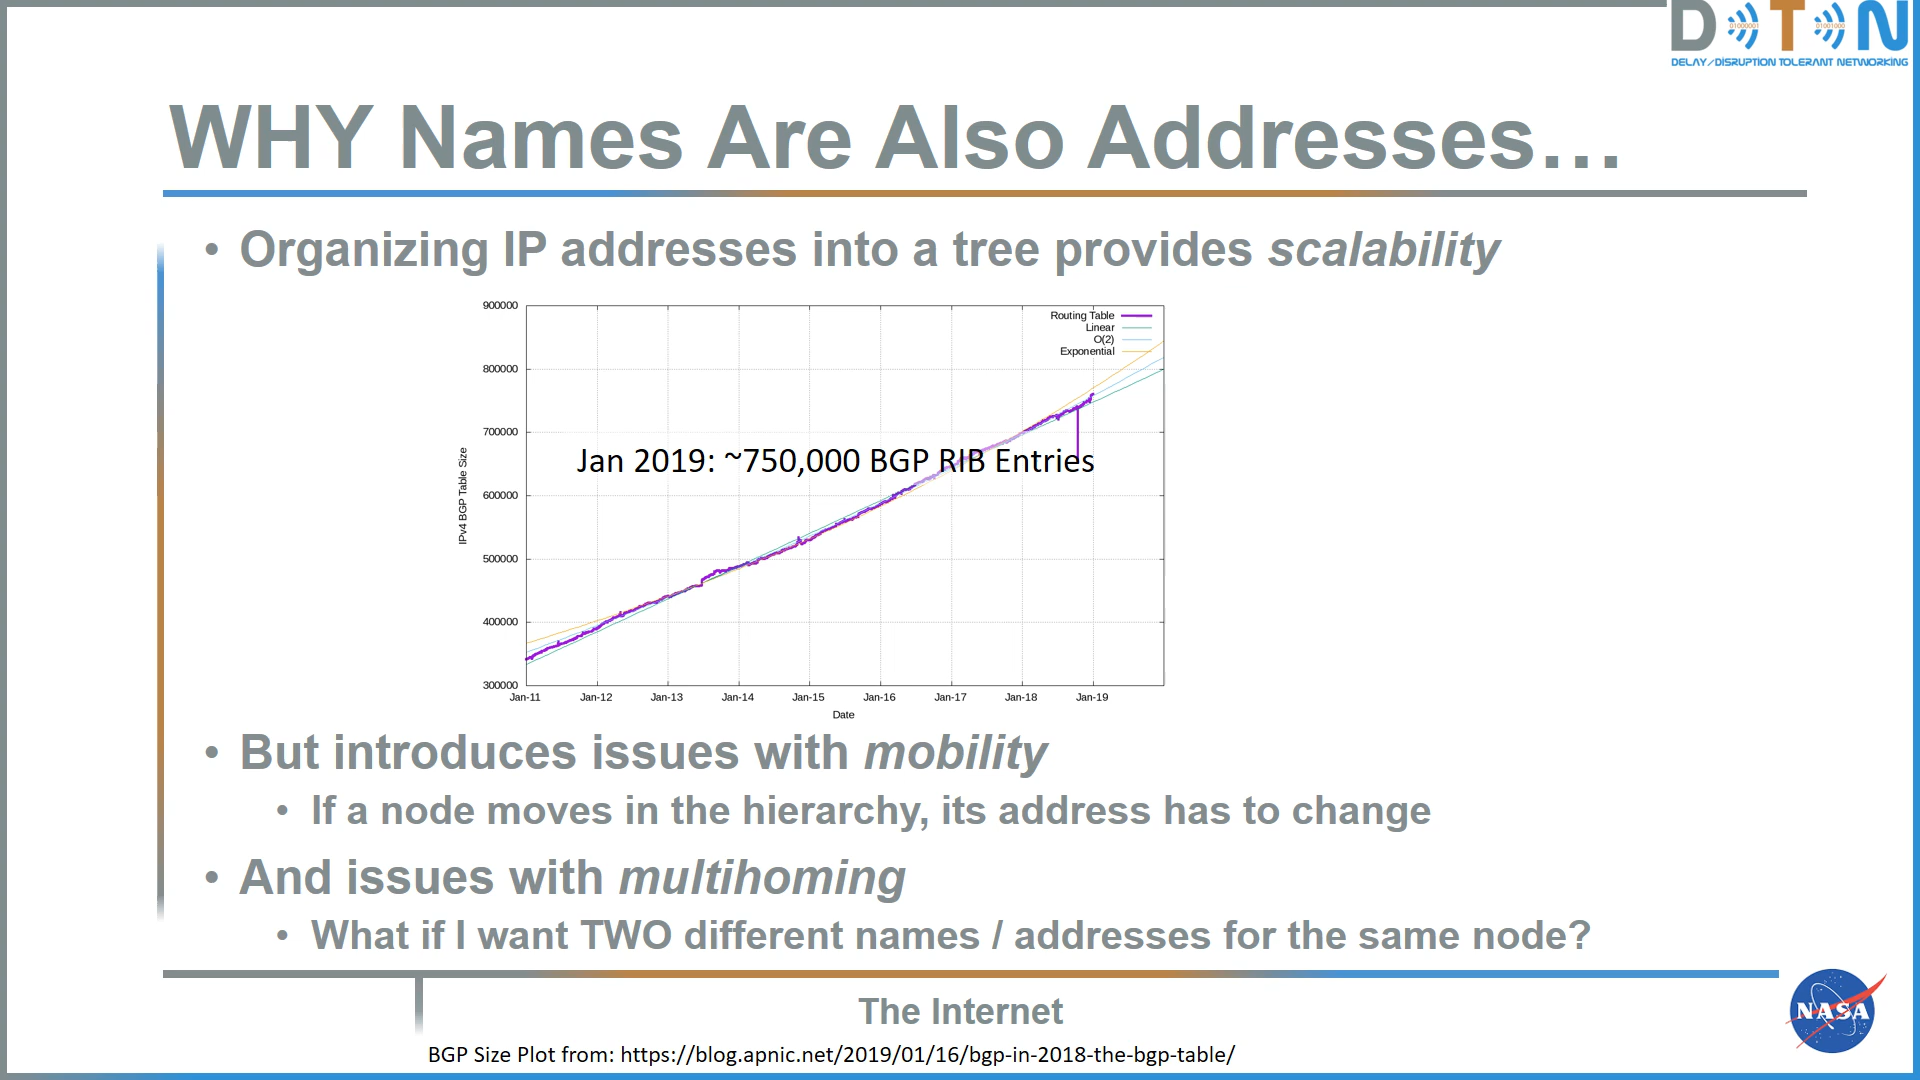 D T N
01000001 01001000
DELAY/DISRUPTION TOLERANT NETWORKING
WHY Names Are Also Addresses…
• Organizing IP addresses into a tree provides scalability
900000
800000
700000
600000
500000
400000
300000
IPv4 BGP Table Size
Routing Table
Linear
O(2)
Exponential
Jan 2019: ~750,000 BGP RIB Entries
Jan-11 Jan-12 Jan-13 Jan-14 Jan-15 Jan-16 Jan-17 Jan-18 Jan-19
Date
• But introduces issues with mobility
• If a node moves in the hierarchy, its address has to change
• And issues with multihoming
• What if I want TWO different names / addresses for the same node?
The Internet
NASA
BGP Size Plot from: https://blog.apnic.net/2019/01/16/bgp-in-2018-the-bgp-table/